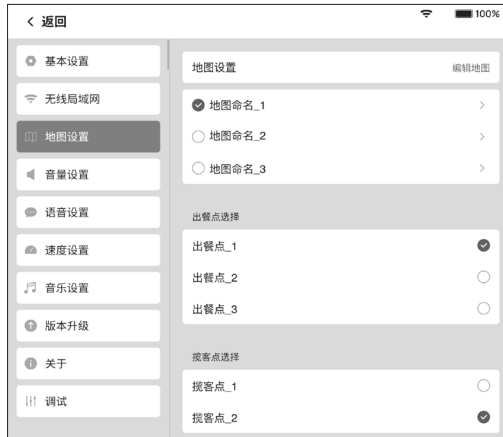 返回
100%
基本设置
无线局域网
地图设置
音量设置
语音设置
速度设置
音乐设置
版本升级
关于
调试
地图设置 编辑地图
地图命名_1
地图命名_2
地图命名_3
出餐点选择
出餐点_1
出餐点_2
出餐点_3
揽客点选择
揽客点_1
揽客点_2